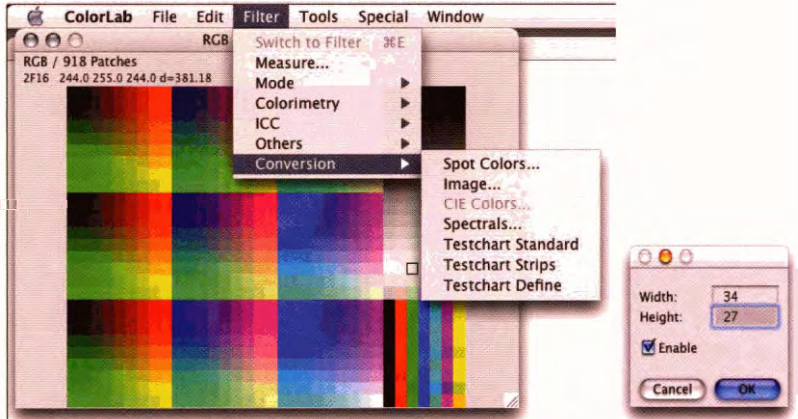 ColorLab File Edit Filter Tools Special Window
RGB
RGB / 918 Patches
2F16 244.0 255.0 244.0 d=381.18
Switch to Filter ⌘E
Measure...
Mode
Colorimetry
ICC
Others
Conversion
Spot Colors...
Image...
CIE Colors...
Spectrals...
Testchart Standard
Testchart Strips
Testchart Define
Width: 34
Height: 27
Enable
Cancel OK